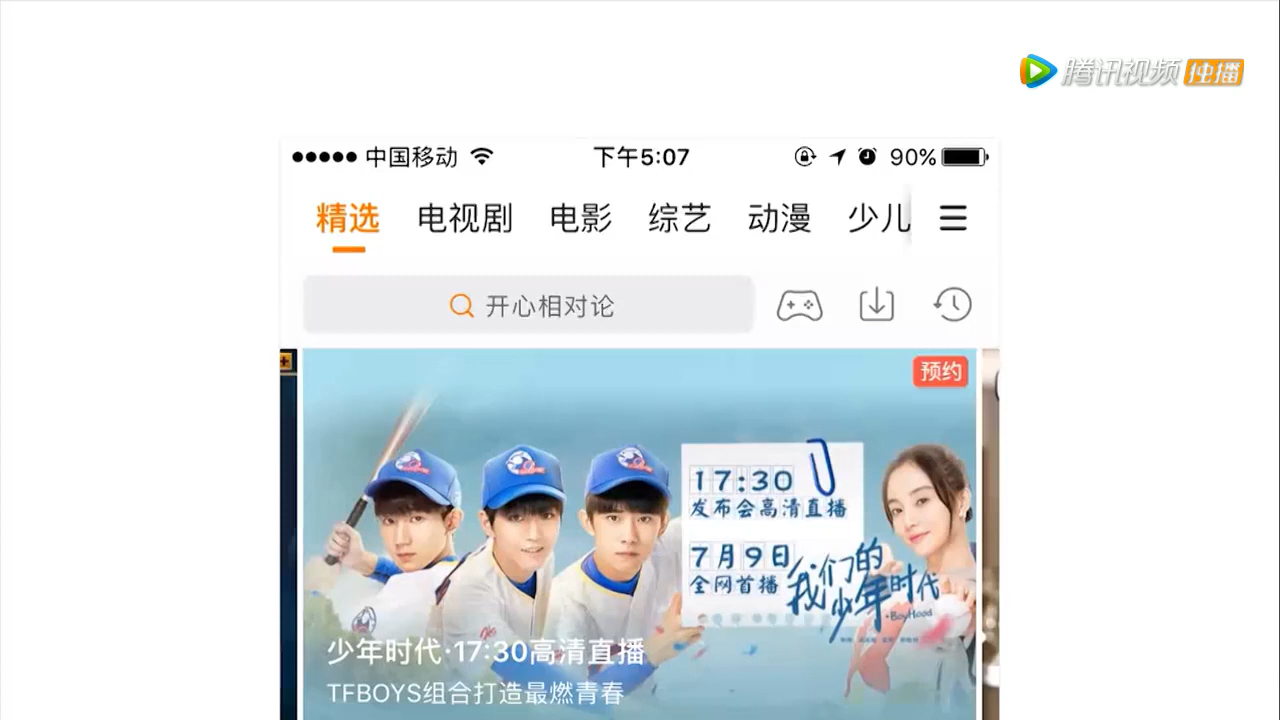 腾讯视频 独播
中国移动 下午5:07 90%
精选 电视剧 电影 综艺 动漫 少儿
开心相对论
预约
17:30
发布会高清直播
7月9日
全网首播
我们的
少年时代
BoyHood
少年时代·17:30高清直播
TFBOYS组合打造最燃青春